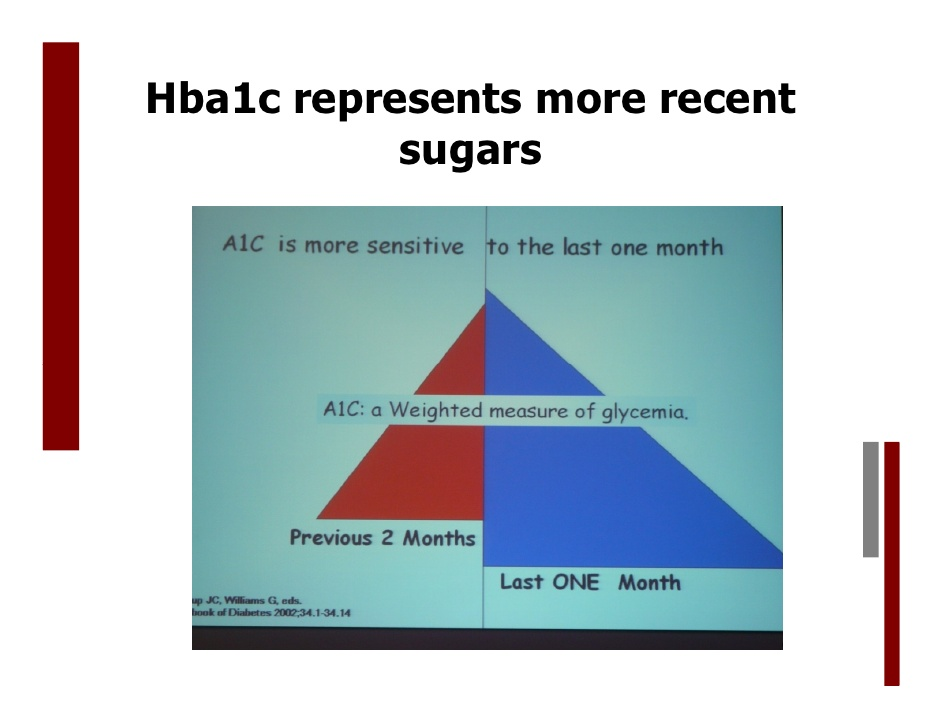 Hba1c represents more recent
sugars
A1C is more sensitive to the last one month
A1C: a Weighted measure of glycemia.
Previous 2 Months
Last ONE Month
up JC, Williams G, eds.
book of Diabetes 2002;34.1-34.14